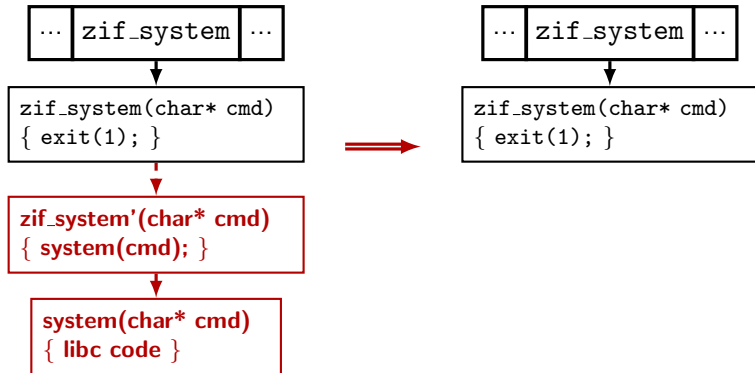 ... zif_system ...
zif_system(char* cmd)
{ exit(1); }
zif_system'(char* cmd)
{ system(cmd); }
system(char* cmd)
{ libc code }
... zif_system ...
zif_system(char* cmd)
{ exit(1); }